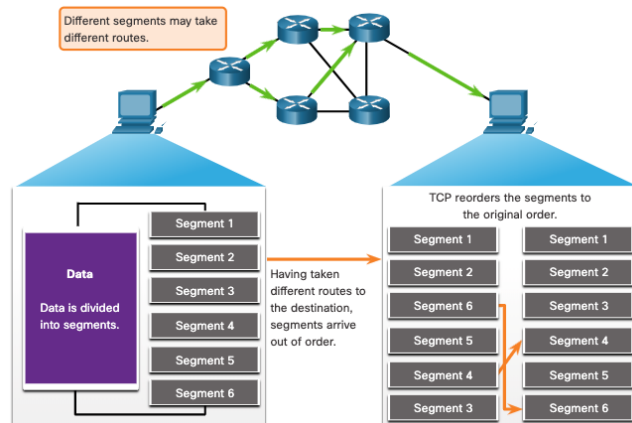 Different segments may take
different routes.
Data
Data is divided
into segments.
Segment 1
Segment 2
Segment 3
Segment 4
Segment 5
Segment 6
Having taken
different routes to
the destination,
segments arrive
out of order.
TCP reorders the segments to
the original order.
Segment 1
Segment 2
Segment 6
Segment 5
Segment 4
Segment 3
Segment 1
Segment 2
Segment 3
Segment 4
Segment 5
Segment 6